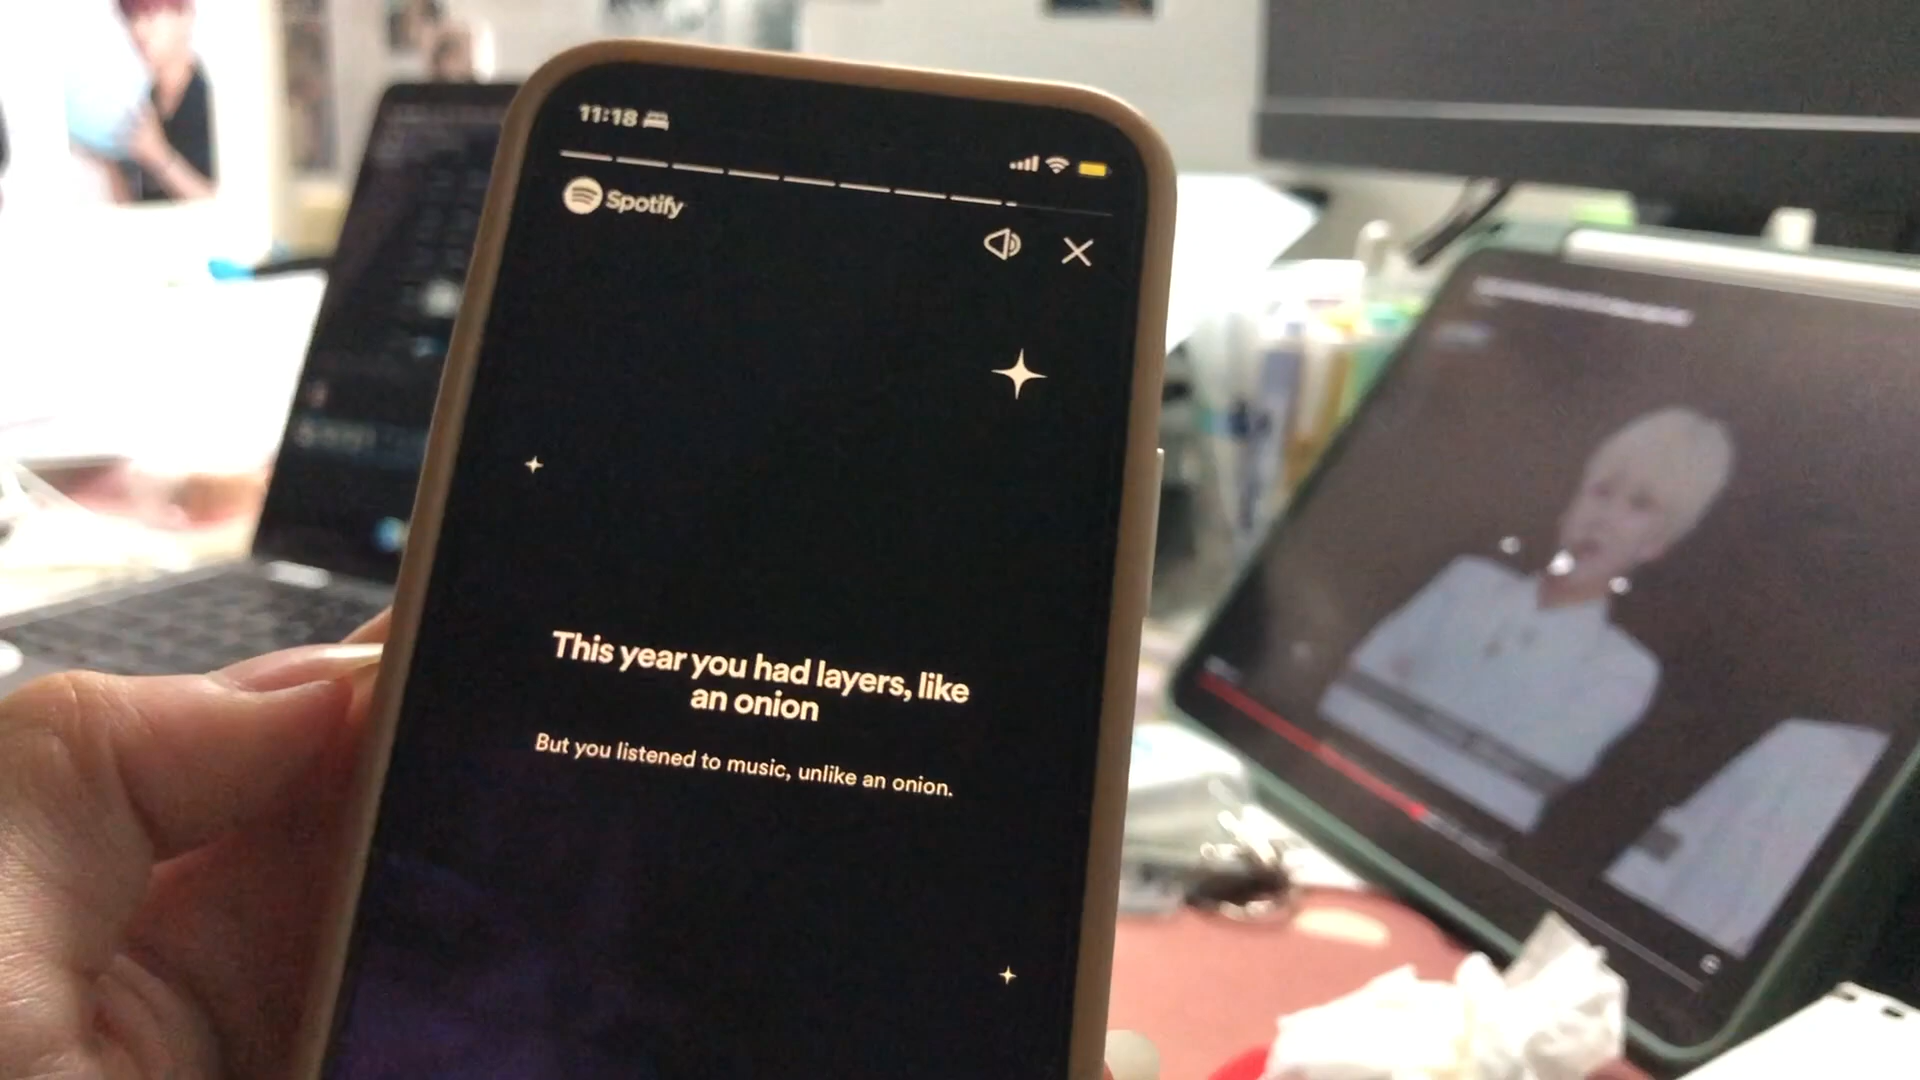 11:18
Spotify
This year you had layers, like
an onion
But you listened to music, unlike an onion.